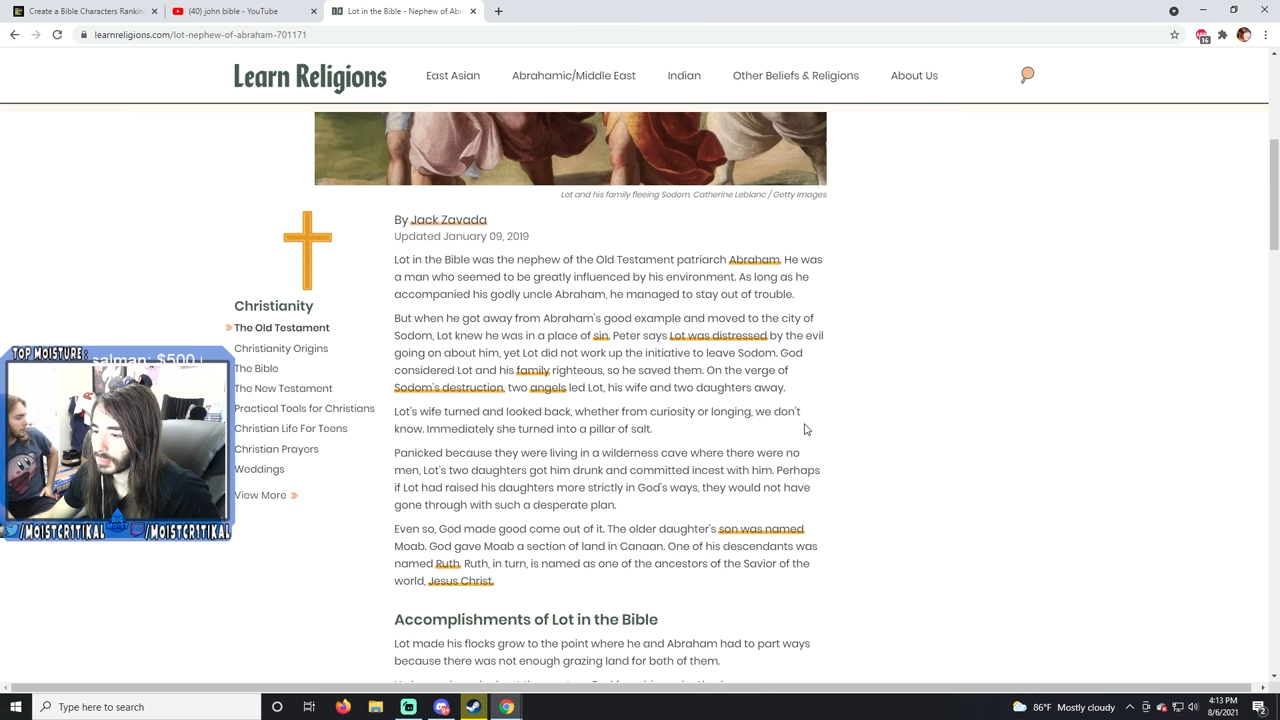 Create a Bible Characters Rankin
(40) john bible - YouTube
Lot in the Bible - Nephew of Abr
learnreligions.com/lot-nephew-of-abraham-701171
15
Learn Religions
East Asian
Abrahamic/Middle East
Indian
Other Beliefs & Religions
About Us
Lot and his family fleeing Sodom. Catherine Leblanc / Getty Images
By Jack Zavada
Updated January 09, 2019
Christianity
The Old Testament
Christianity Origins
The Bible
The New Testament
Practical Tools for Christians
Christian Life For Teens
Christian Prayers
Weddings
View More
Lot in the Bible was the nephew of the Old Testament patriarch Abraham. He was
a man who seemed to be greatly influenced by his environment. As long as he
accompanied his godly uncle Abraham, he managed to stay out of trouble.
But when he got away from Abraham's good example and moved to the city of
Sodom, Lot knew he was in a place of sin. Peter says Lot was distressed by the evil
going on about him, yet Lot did not work up the initiative to leave Sodom. God
considered Lot and his family righteous, so he saved them. On the verge of
Sodom's destruction, two angels led Lot, his wife and two daughters away.
Lot's wife turned and looked back, whether from curiosity or longing, we don't
know. Immediately she turned into a pillar of salt.
Panicked because they were living in a wilderness cave where there were no
men, Lot's two daughters got him drunk and committed incest with him. Perhaps
if Lot had raised his daughters more strictly in God's ways, they would not have
gone through with such a desperate plan.
Even so, God made good come out of it. The older daughter's son was named
Moab. God gave Moab a section of land in Canaan. One of his descendants was
named Ruth. Ruth, in turn, is named as one of the ancestors of the Savior of the
world, Jesus Christ.
Accomplishments of Lot in the Bible
Lot made his flocks grow to the point where he and Abraham had to part ways
because there was not enough grazing land for both of them.
TOP MOISTURE:
salman: $500
/MOISTCRITIKAL
BIG MOIST
/MOISTCRITIKAL
Type here to search
86°F Mostly cloudy
4:13 PM
8/6/2021
2